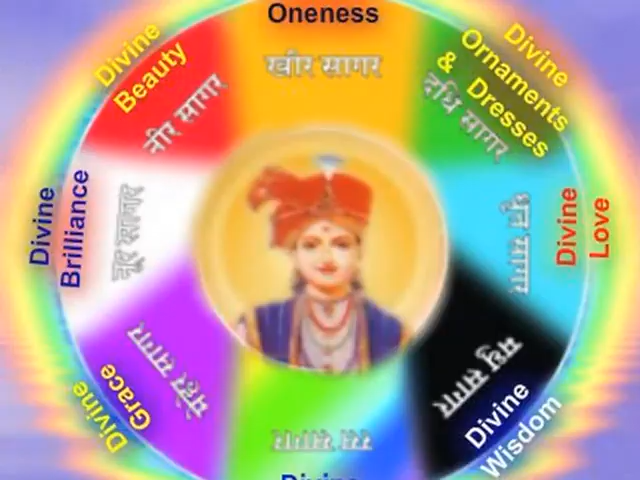 Oneness
खीर सागर
Divine
Ornaments
& Dresses
दधि सागर
Divine
Love
Divine
Wisdom
Divine
Divine
Grace
Divine
Brilliance
नूर सागर
Divine
Beauty
नीर सागर